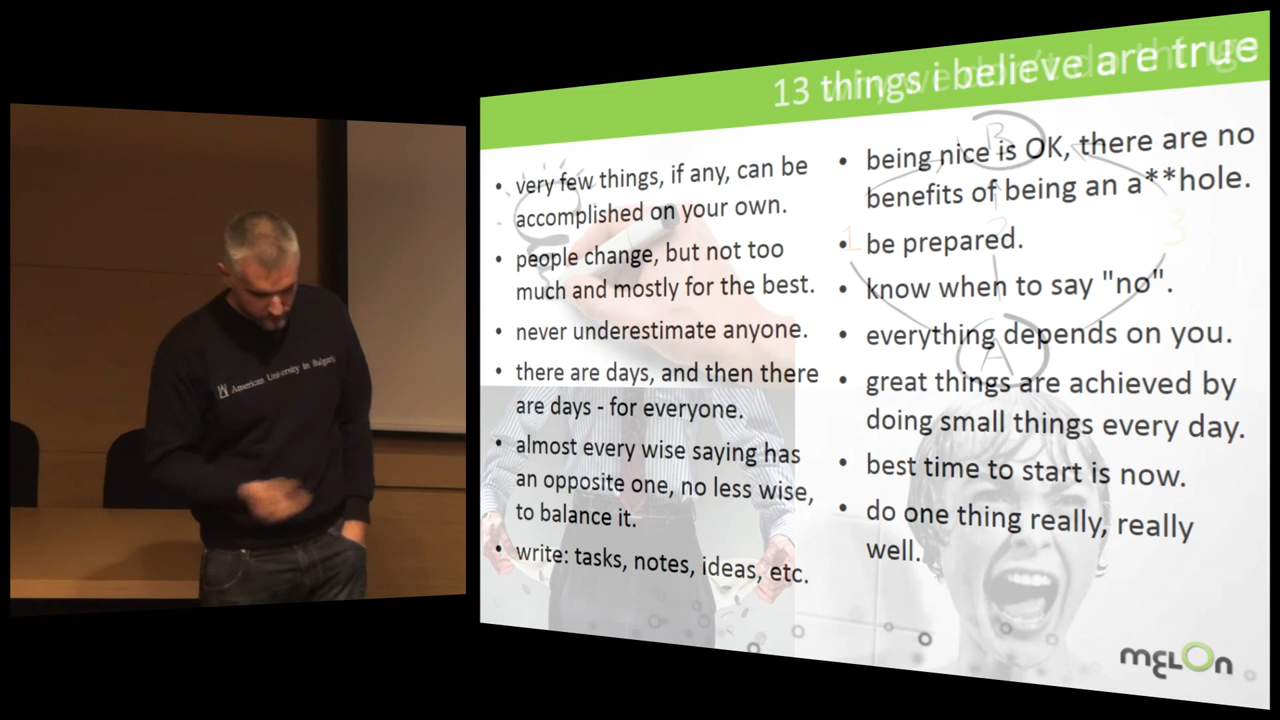 American University in Bulgaria
13 things i believe are true
very few things, if any, can be
accomplished on your own.
people change, but not too
much and mostly for the best.
never underestimate anyone.
there are days, and then there
are days - for everyone.
almost every wise saying has
an opposite one, no less wise,
to balance it.
write: tasks, notes, ideas, etc.
being nice is OK, there are no
benefits of being an a**hole.
be prepared.
know when to say "no".
everything depends on you.
great things are achieved by
doing small things every day.
best time to start is now.
do one thing really, really
well.
B
1
2
3
A
melon